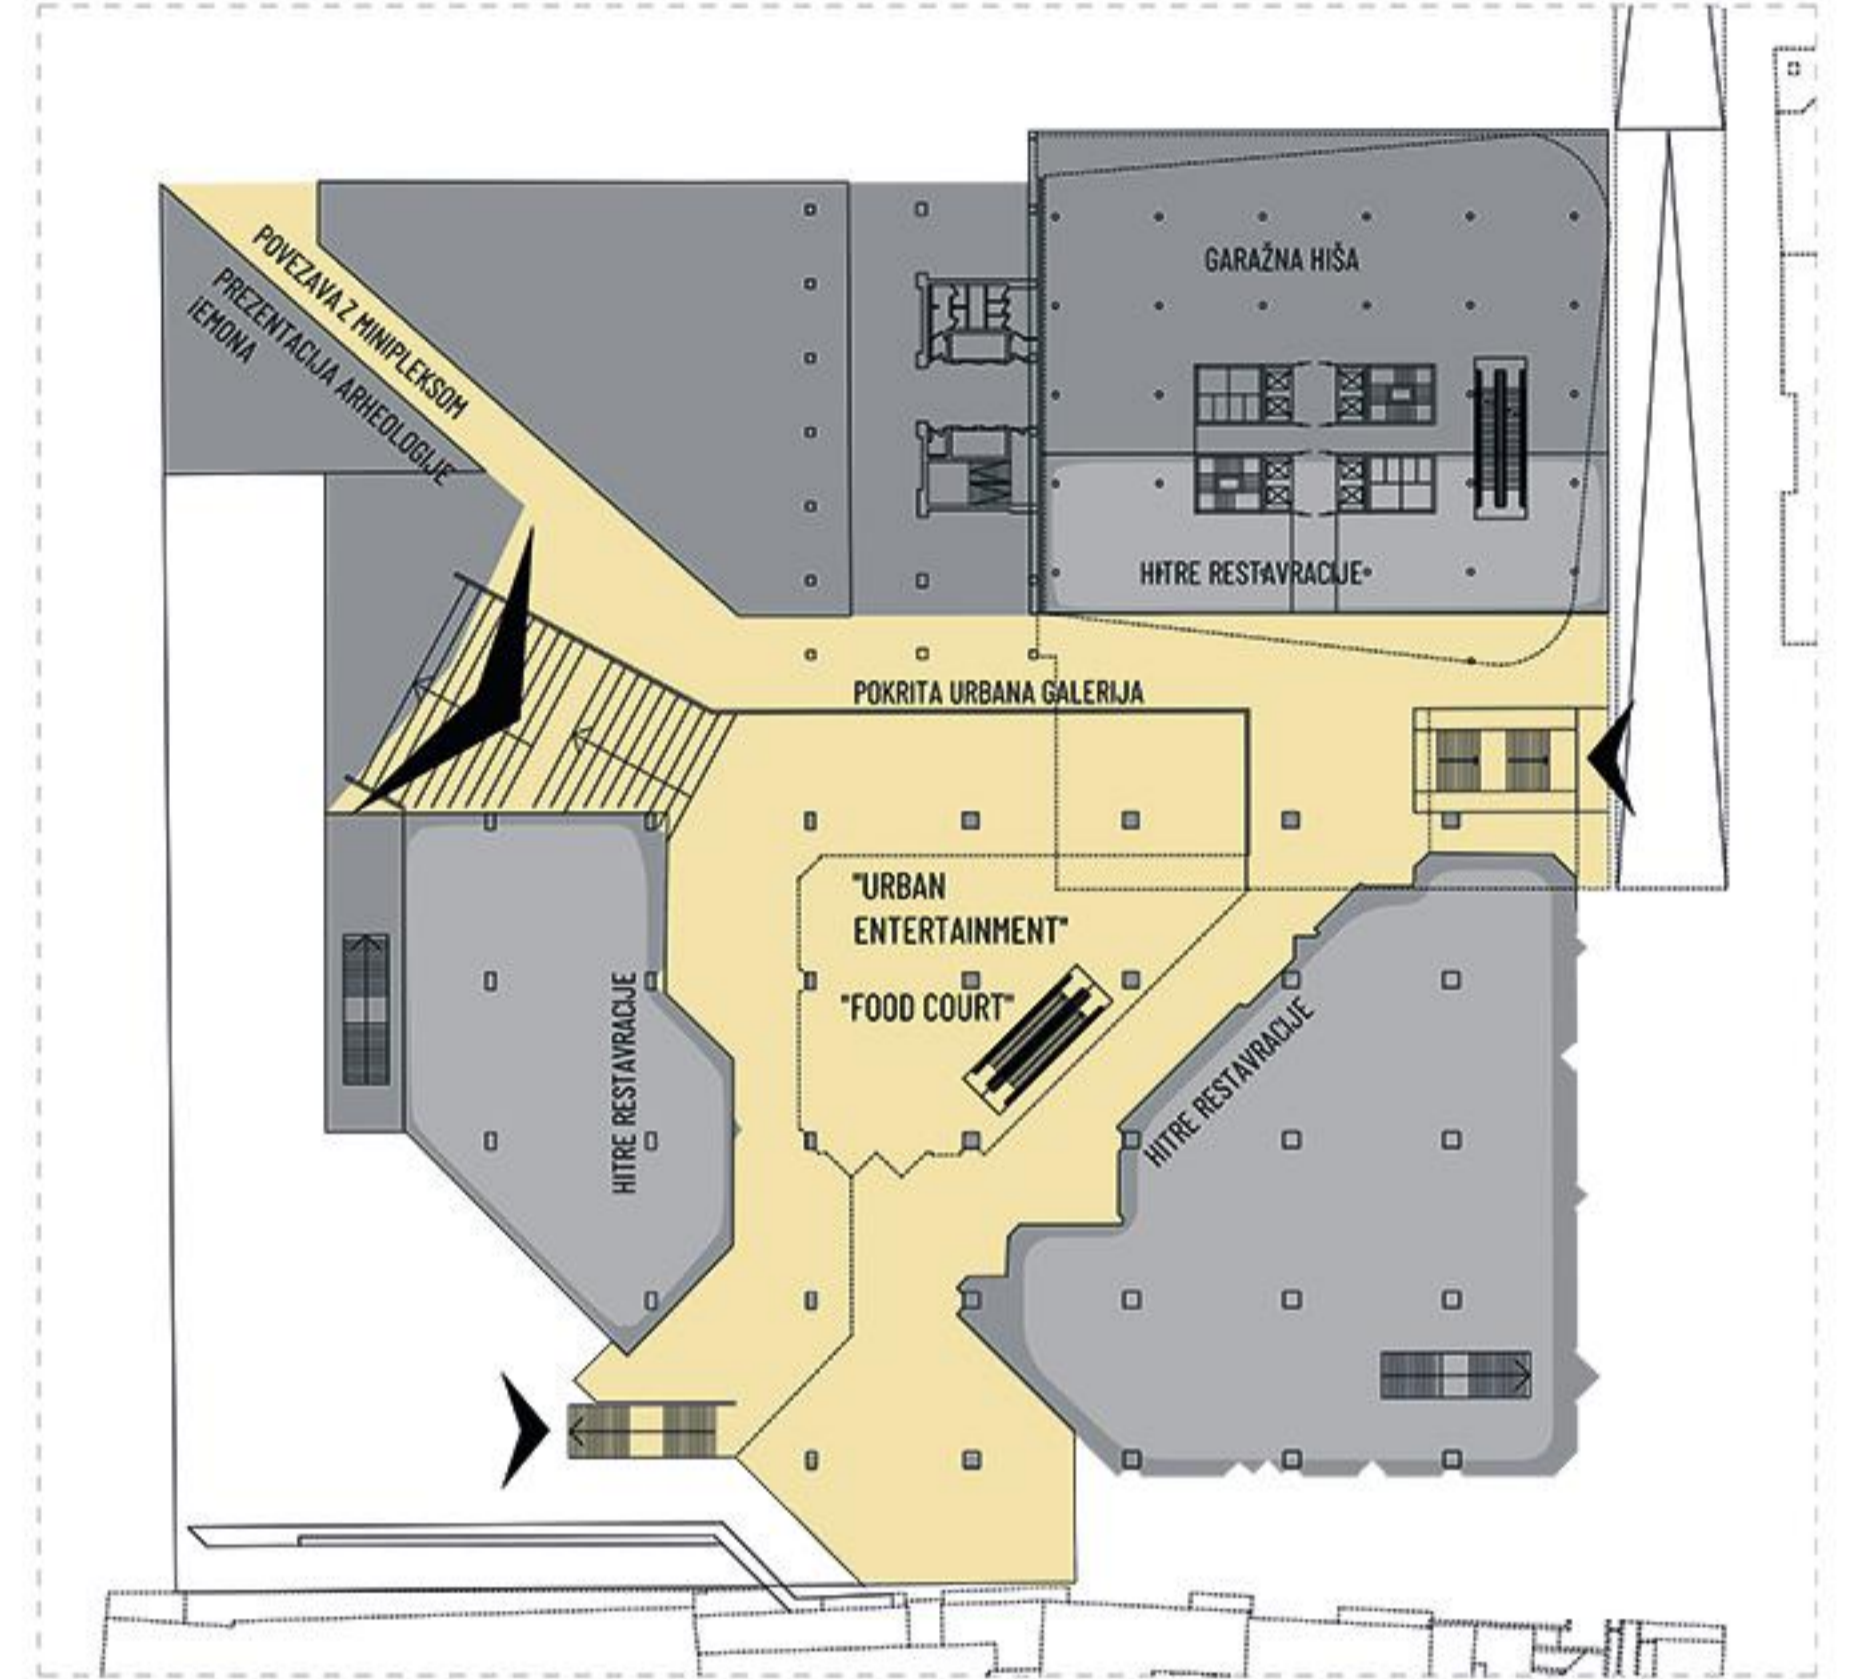 GARAŽNA HIŠA
POVEZAVA Z MINIPLEKSOM
PREZENTACIJA ARHEOLOGIJE
iEMONA
HITRE RESTAVRACIJE
POKRITA URBANA GALERIJA
"URBAN
ENTERTAINMENT"
"FOOD COURT"
HITRE RESTAVRACIJE
HITRE RESTAVRACIJE